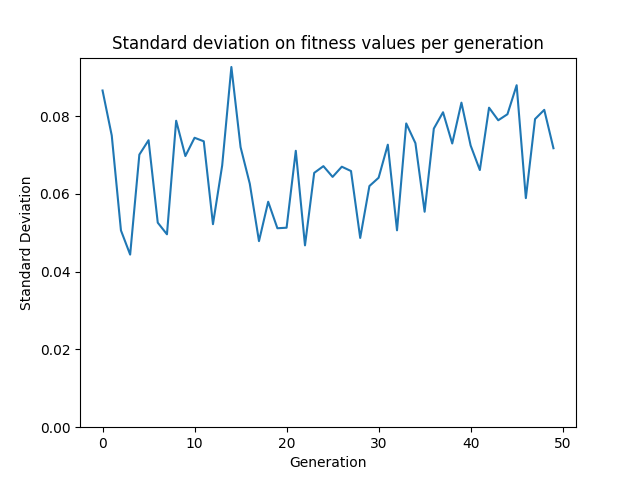 Standard deviation on fitness values per generation
0.08
0.06
0.04
0.02
0.00
Standard Deviation
0 10 20 30 40 50
Generation